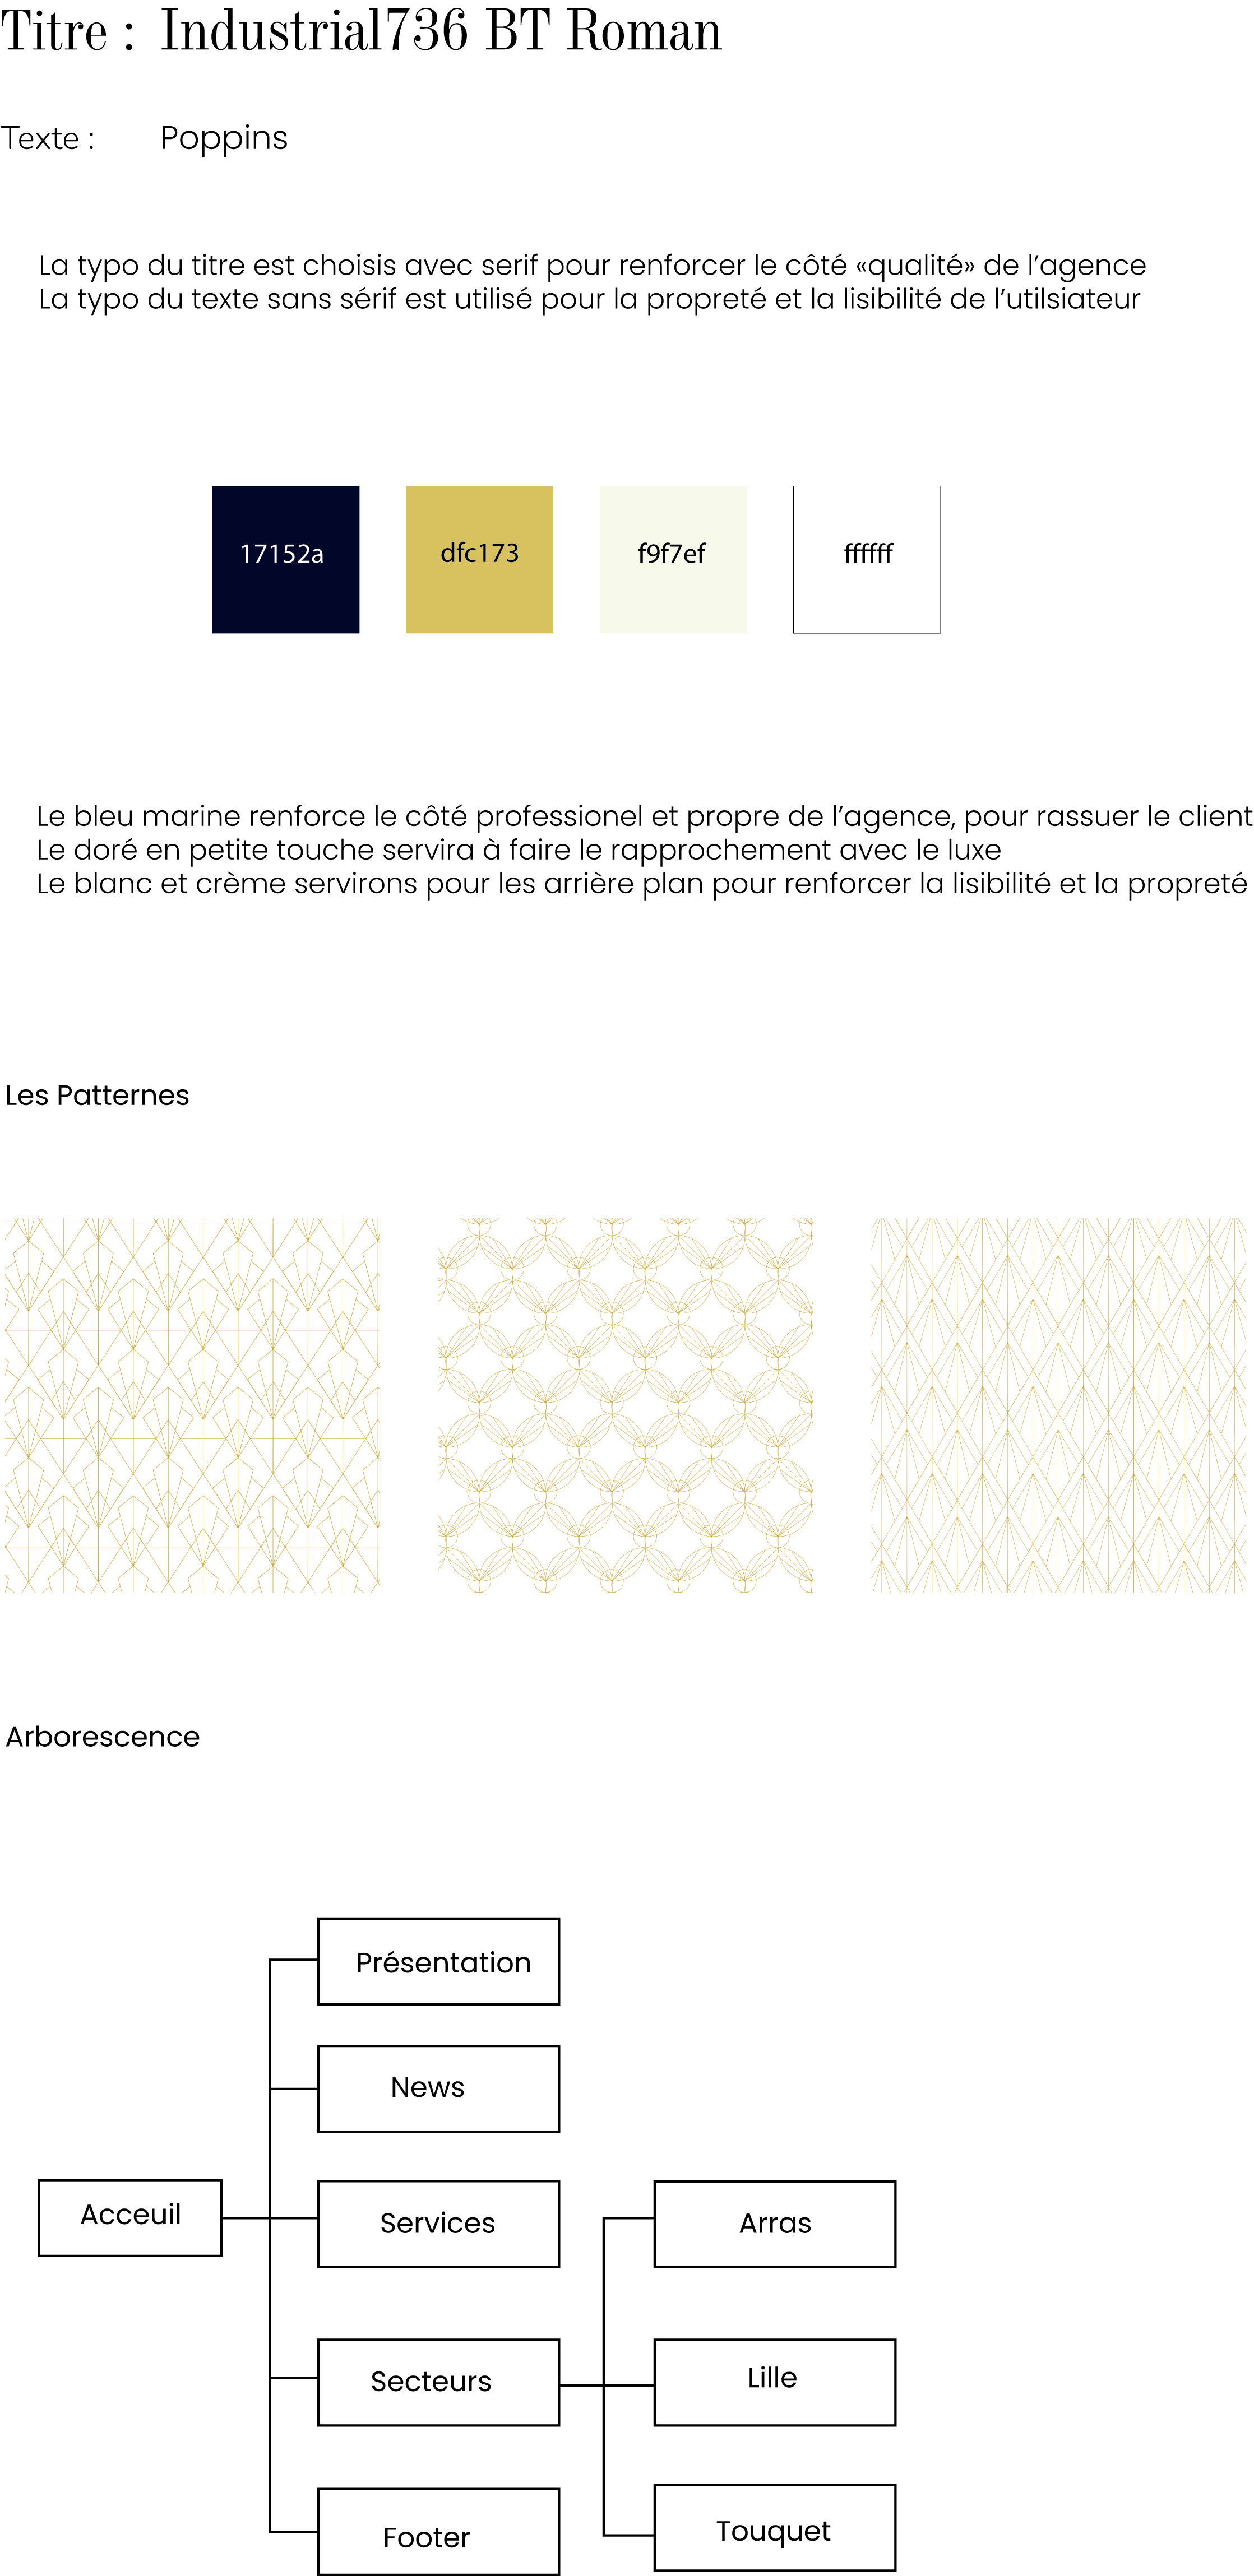 Titre : Industrial736 BT Roman
Texte : Poppins
La typo du titre est choisis avec serif pour renforcer le côté «qualité» de l’agence
La typo du texte sans sérif est utilisé pour la propreté et la lisibilité de l’utilsiateur
17152a
dfc173
f9f7ef
ffffff
Le bleu marine renforce le côté professionel et propre de l’agence, pour rassuer le client
Le doré en petite touche servira à faire le rapprochement avec le luxe
Le blanc et crème servirons pour les arrière plan pour renforcer la lisibilité et la propreté
Les Patternes
Arborescence
Présentation
News
Acceuil
Services
Arras
Secteurs
Lille
Footer
Touquet